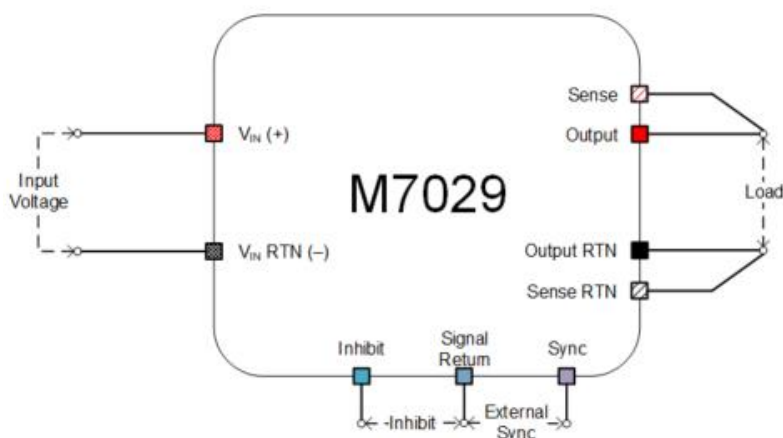 Sense
V_IN (+)
Output
Input
Voltage
M7029
Load
V_IN RTN (–)
Output RTN
Sense RTN
Inhibit
Signal
Return
Sync
-Inhibit
External
Sync